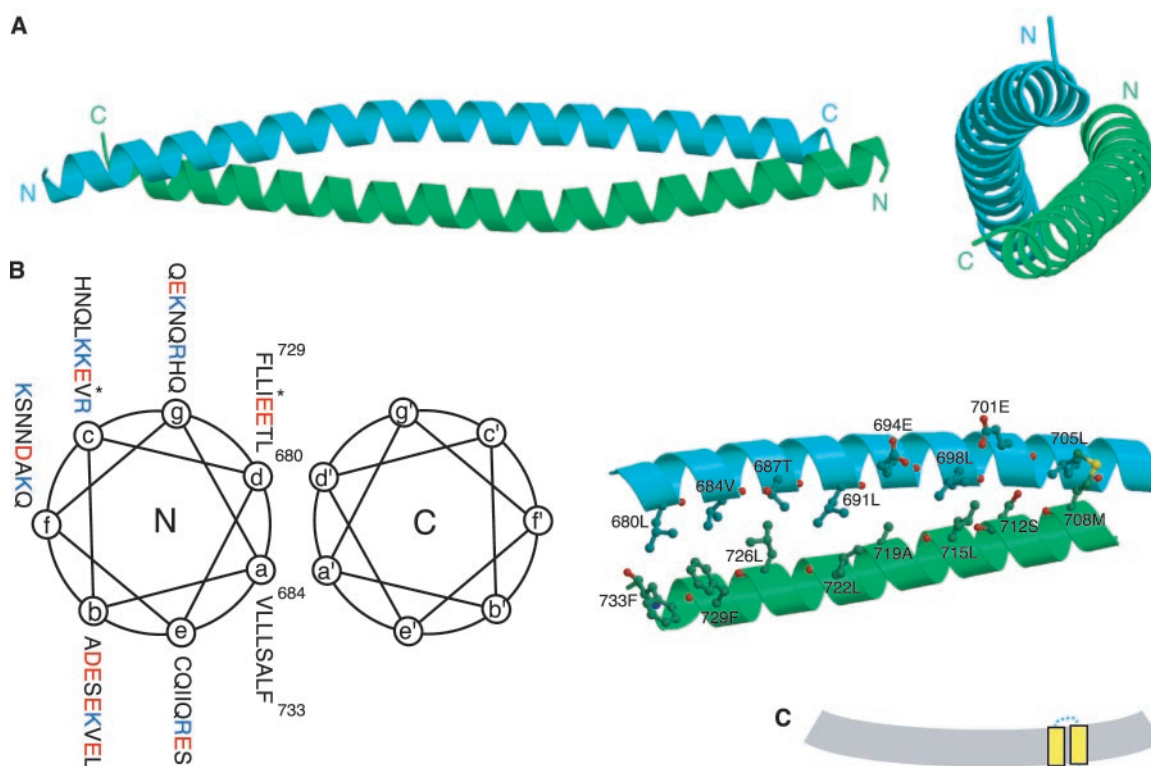 A
C
N
C
N
N
N
C
B
HNQLKKEVR
*
QEKNQRHQ
729
FLLIEETL
*
680
KSNNDAKQ
c
g
d
f
N
a
b
e
g'
c'
d'
C
f'
a'
b'
e'
684
VLLLSALF
733
ADESEKVEL
CQIIQRES
701E
694E
705L
687T
698L
684V
691L
680L
712S
708M
726L
719A
715L
722L
733F
729F
C